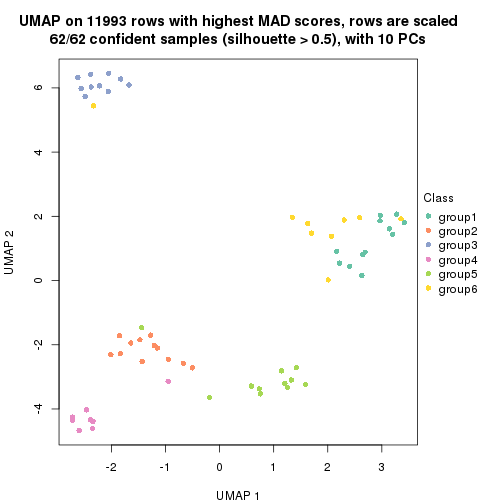 UMAP on 11993 rows with highest MAD scores, rows are scaled
62/62 confident samples (silhouette > 0.5), with 10 PCs
6
4
2
0
-2
-4
UMAP 2
-2
-1
0
1
2
3
UMAP 1
Class
group1
group2
group3
group4
group5
group6